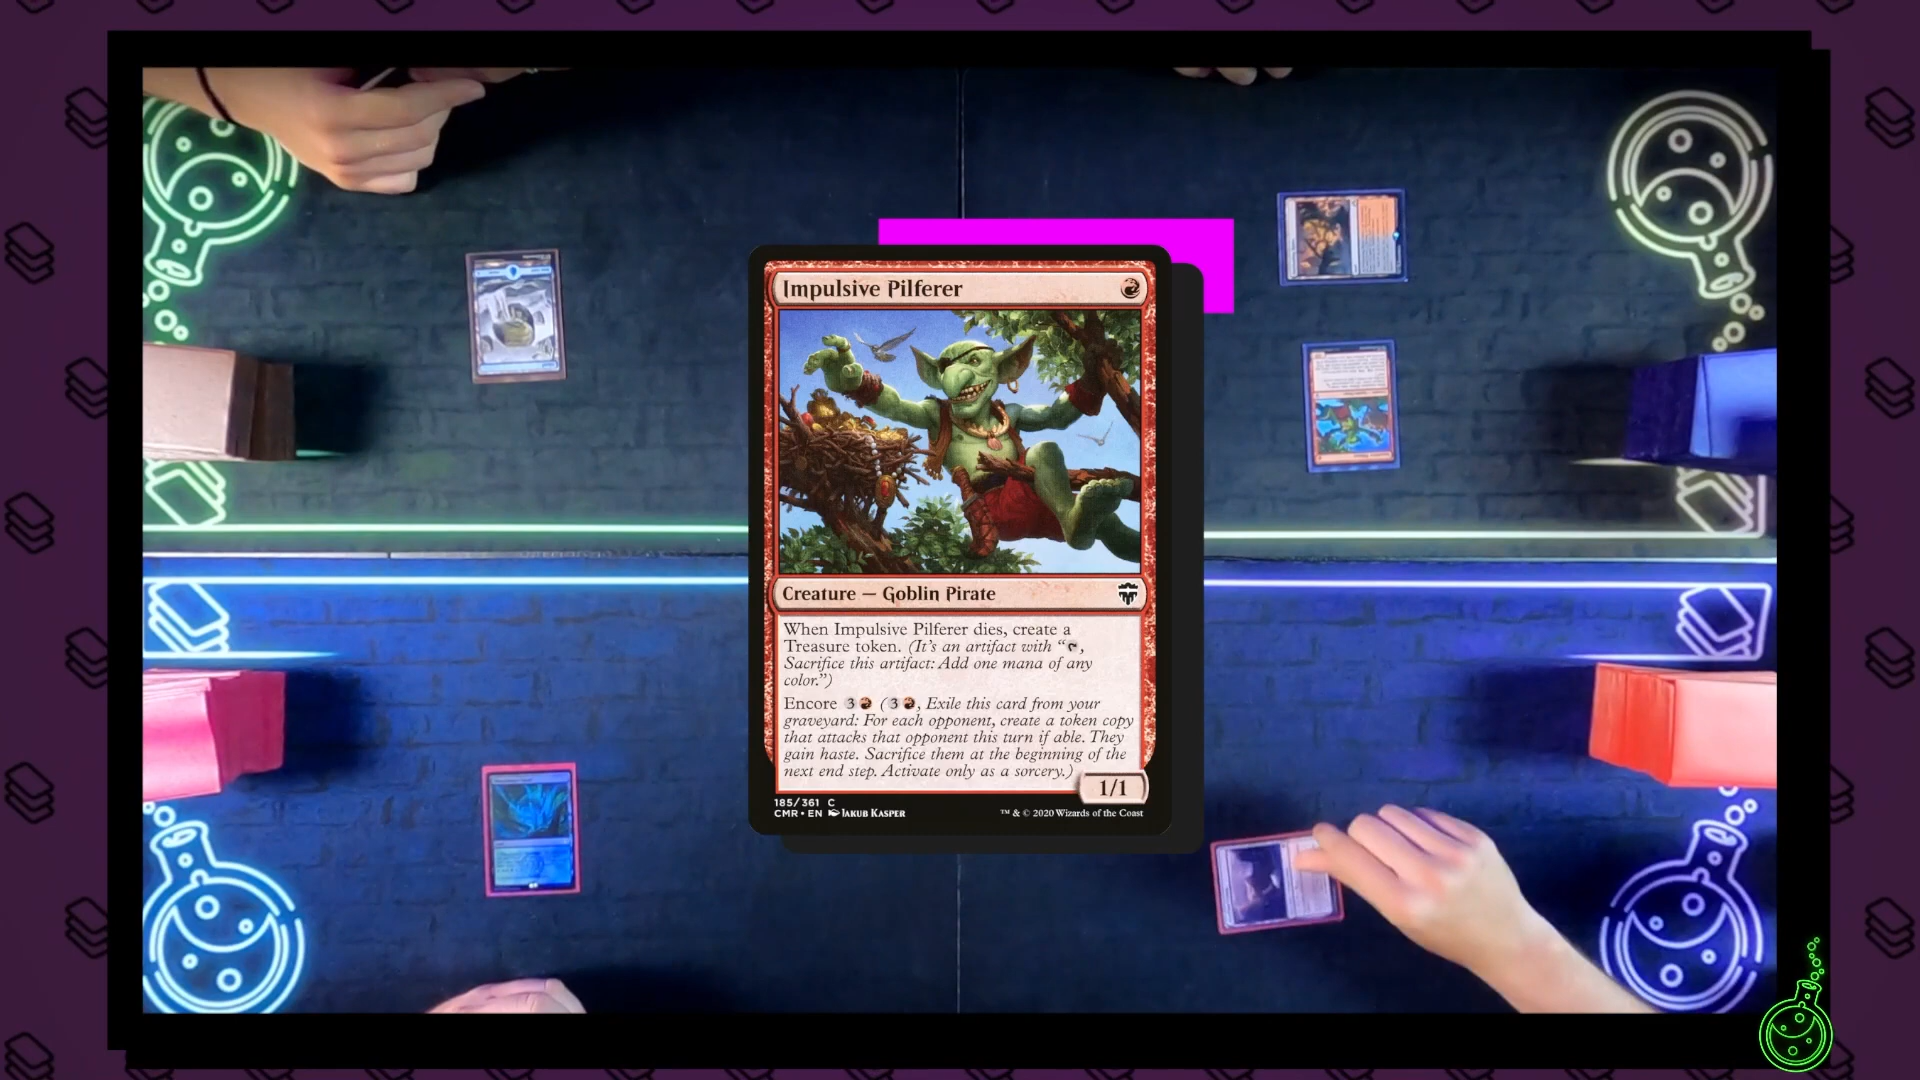 Impulsive Pilferer
Creature — Goblin Pirate
When Impulsive Pilferer dies, create a
Treasure token. (It's an artifact with “,
Sacrifice this artifact: Add one mana of any
color.”)
Encore 3 (3, Exile this card from your
graveyard: For each opponent, create a token copy
that attacks that opponent this turn if able. They
gain haste. Sacrifice them at the beginning of the
next end step. Activate only as a sorcery.)
1/1
185/361 C
CMR • EN Jakub Kasper
™ & © 2020 Wizards of the Coast